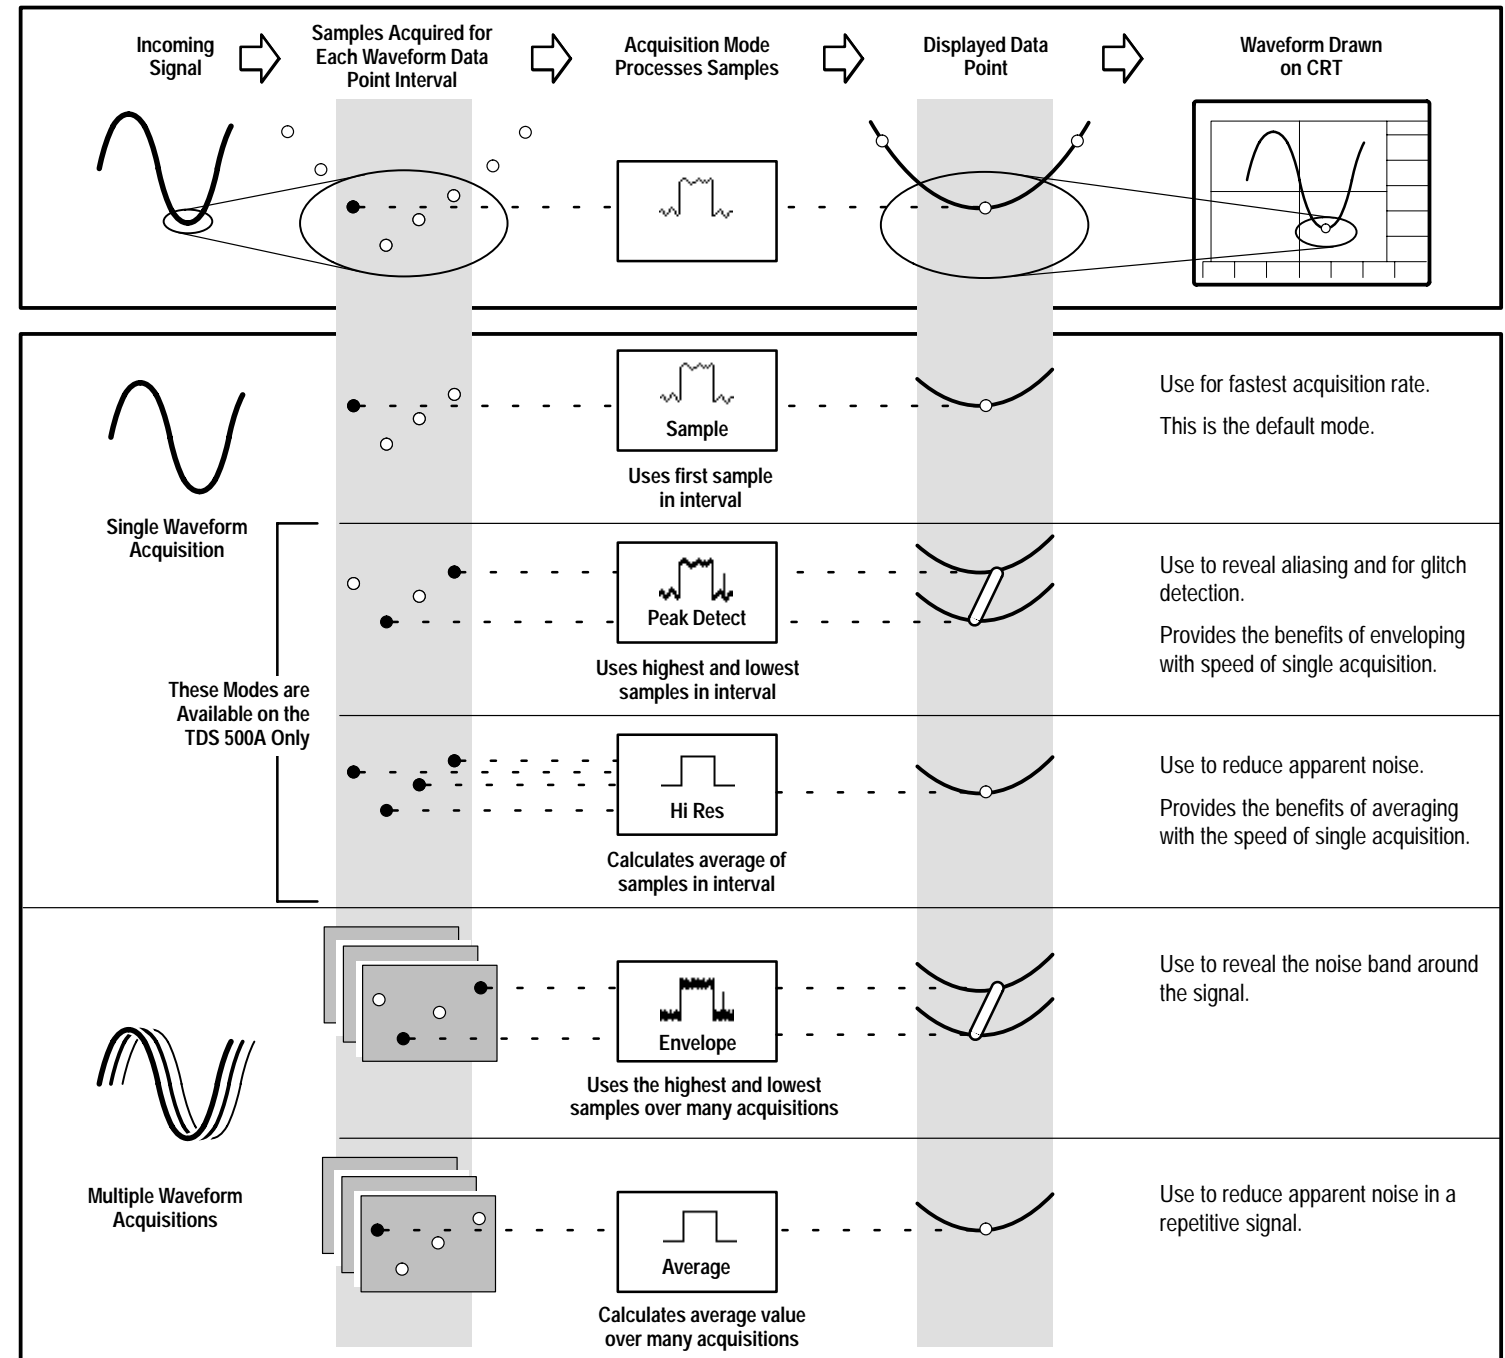 Incoming
Signal
Samples Acquired for
Each Waveform Data
Point Interval
Acquisition Mode
Processes Samples
Displayed Data
Point
Waveform Drawn
on CRT
Single Waveform
Acquisition
Sample
Uses first sample
in interval
Use for fastest acquisition rate.
This is the default mode.
These Modes are
Available on the
TDS 500A Only
Peak Detect
Uses highest and lowest
samples in interval
Use to reveal aliasing and for glitch
detection.
Provides the benefits of enveloping
with speed of single acquisition.
Hi Res
Calculates average of
samples in interval
Use to reduce apparent noise.
Provides the benefits of averaging
with the speed of single acquisition.
Multiple Waveform
Acquisitions
Envelope
Uses the highest and lowest
samples over many acquisitions
Use to reveal the noise band around
the signal.
Average
Calculates average value
over many acquisitions
Use to reduce apparent noise in a
repetitive signal.